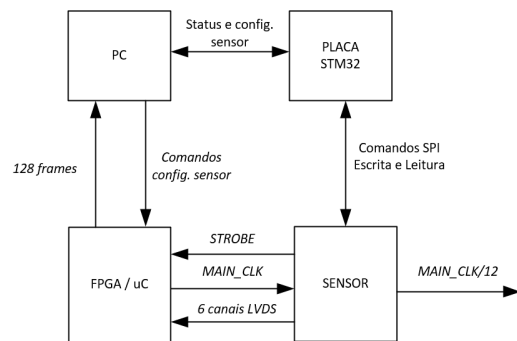 Status e config.
sensor
PC
PLACA
STM32
128 frames
Comandos
config. sensor
Comandos SPI
Escrita e Leitura
STROBE
FPGA / uC
MAIN_CLK
SENSOR
MAIN_CLK/12
6 canais LVDS